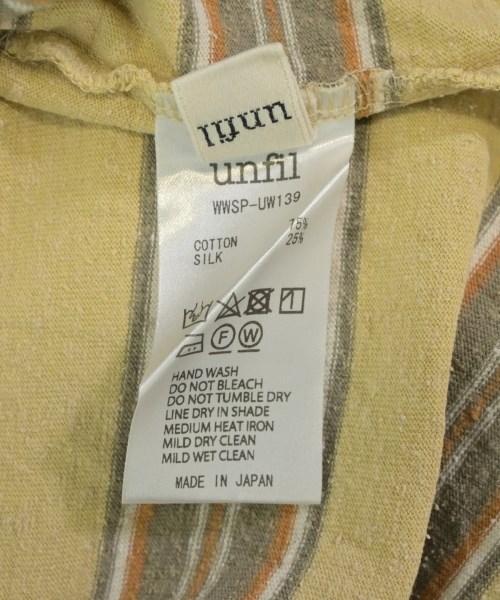 unfil
unfil
WWSP-UW139
COTTON 75%
SILK 25%
F W
HAND WASH
DO NOT BLEACH
DO NOT TUMBLE DRY
LINE DRY IN SHADE
MEDIUM HEAT IRON
MILD DRY CLEAN
MILD WET CLEAN
MADE IN JAPAN